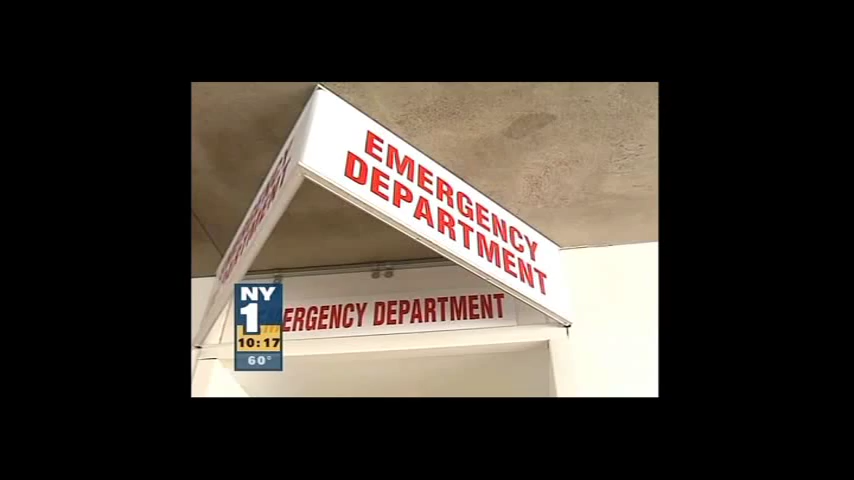 EMERGENCY
DEPARTMENT
ERGENCY DEPARTMENT
NY
1
10:17
60°